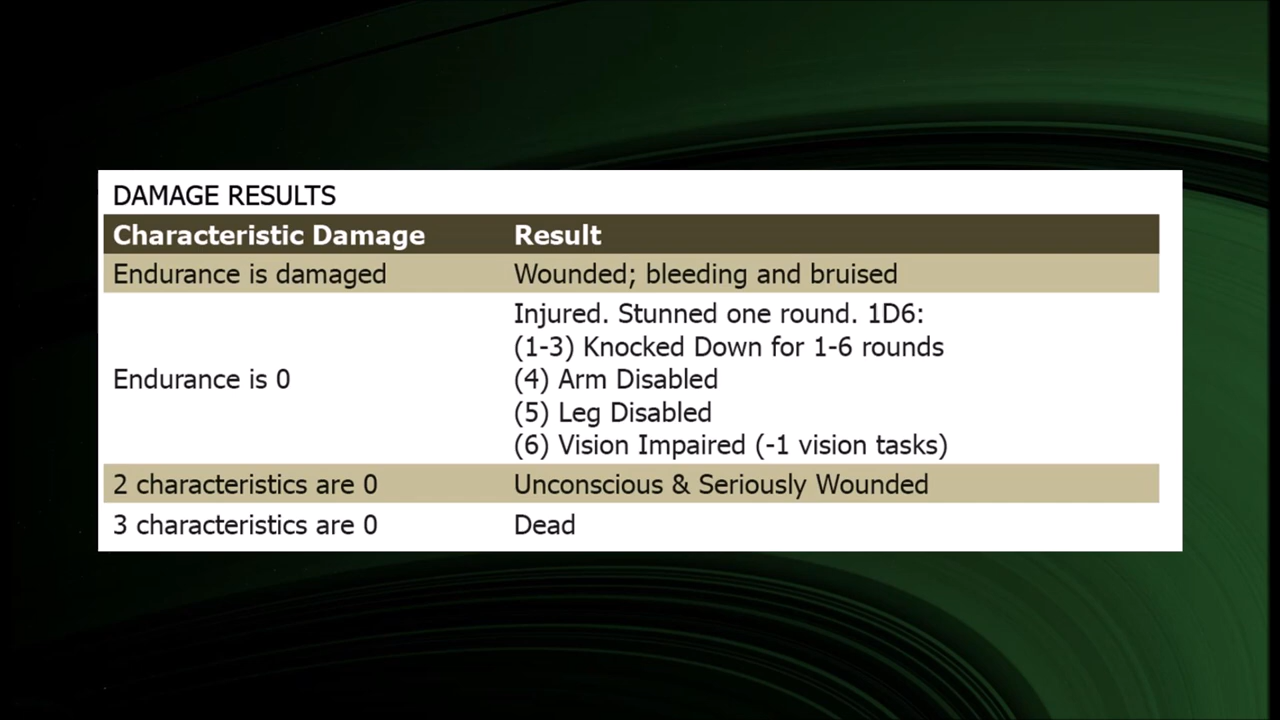 DAMAGE RESULTS
Characteristic Damage Result
Endurance is damaged Wounded; bleeding and bruised
Endurance is 0
Injured. Stunned one round. 1D6:
(1-3) Knocked Down for 1-6 rounds
(4) Arm Disabled
(5) Leg Disabled
(6) Vision Impaired (-1 vision tasks)
2 characteristics are 0 Unconscious & Seriously Wounded
3 characteristics are 0 Dead